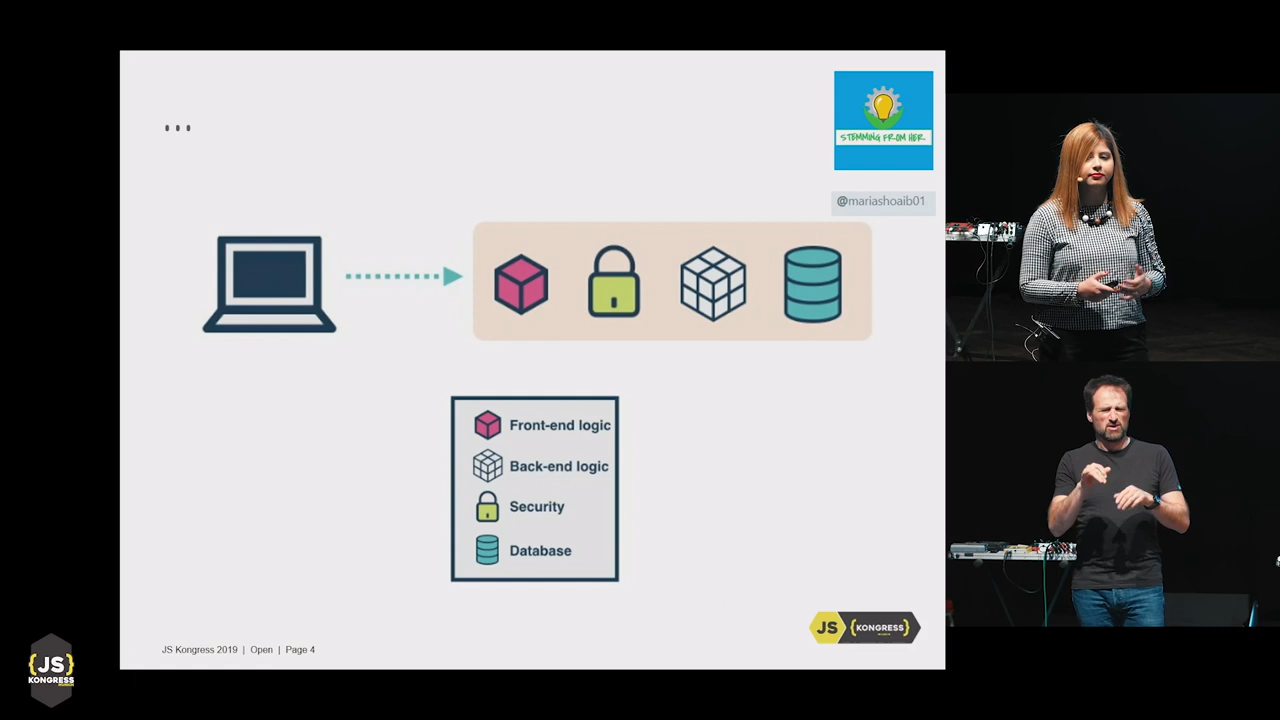 ...
STEMMING FROM HER
@mariashoaib01
Front-end logic
Back-end logic
Security
Database
JS {KONGRESS}
JS Kongress 2019 | Open | Page 4
{JS}
KONGRESS